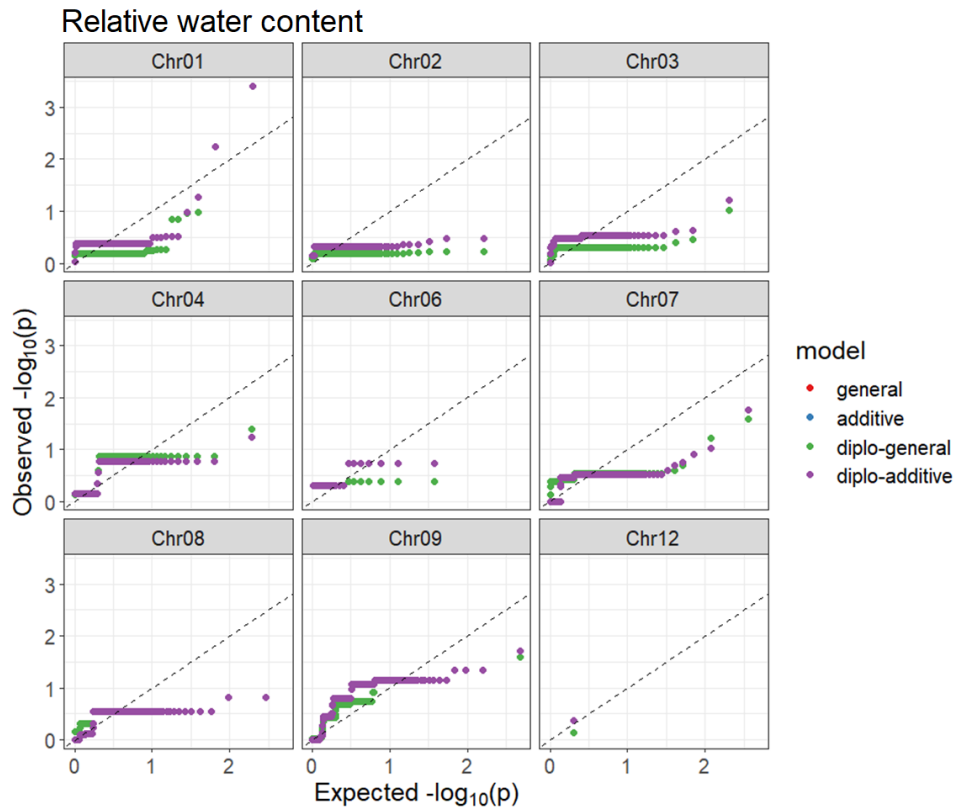 Relative water content
Chr01 Chr02 Chr03
3
2
1
0
Chr04 Chr06 Chr07
3
2
1
0
Chr08 Chr09 Chr12
3
2
1
0
0 1 2 0 1 2 0 1 2
Observed -log10(p)
Expected -log10(p)
model
general
additive
diplo-general
diplo-additive